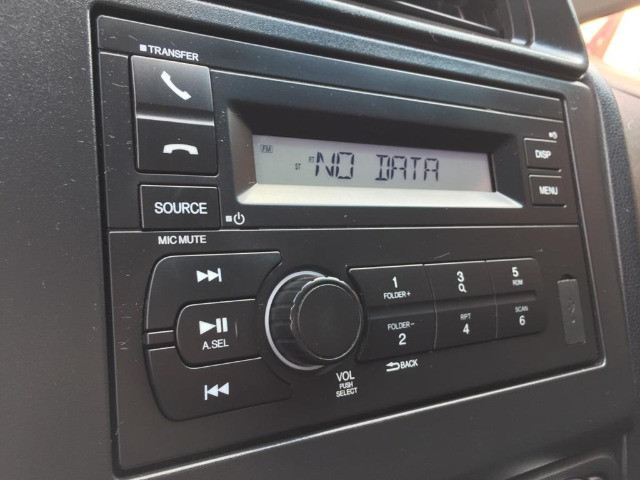 TRANSFER
FM
ST RT NO DATA
DISP
MENU
SOURCE
MIC MUTE
A.SEL
VOL
PUSH
SELECT
1
FOLDER+
3
5
RDM
FOLDER-
2
RPT
4
SCAN
6
BACK